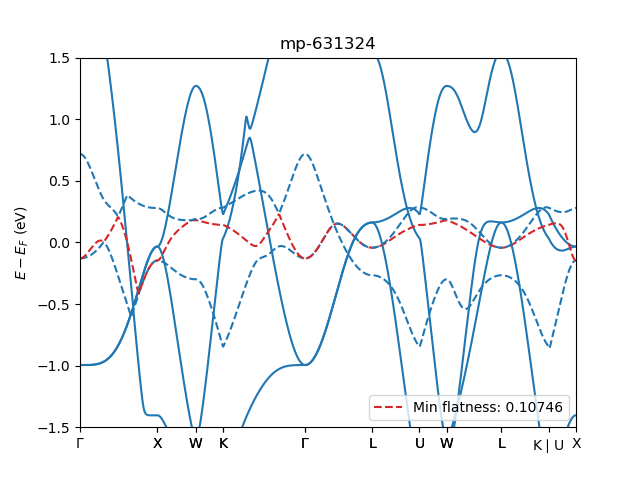 mp-631324
E − E_F (eV)
1.5
1.0
0.5
0.0
−0.5
−1.0
−1.5
Min flatness: 0.10746
Γ X W K Γ L U W L K | U X